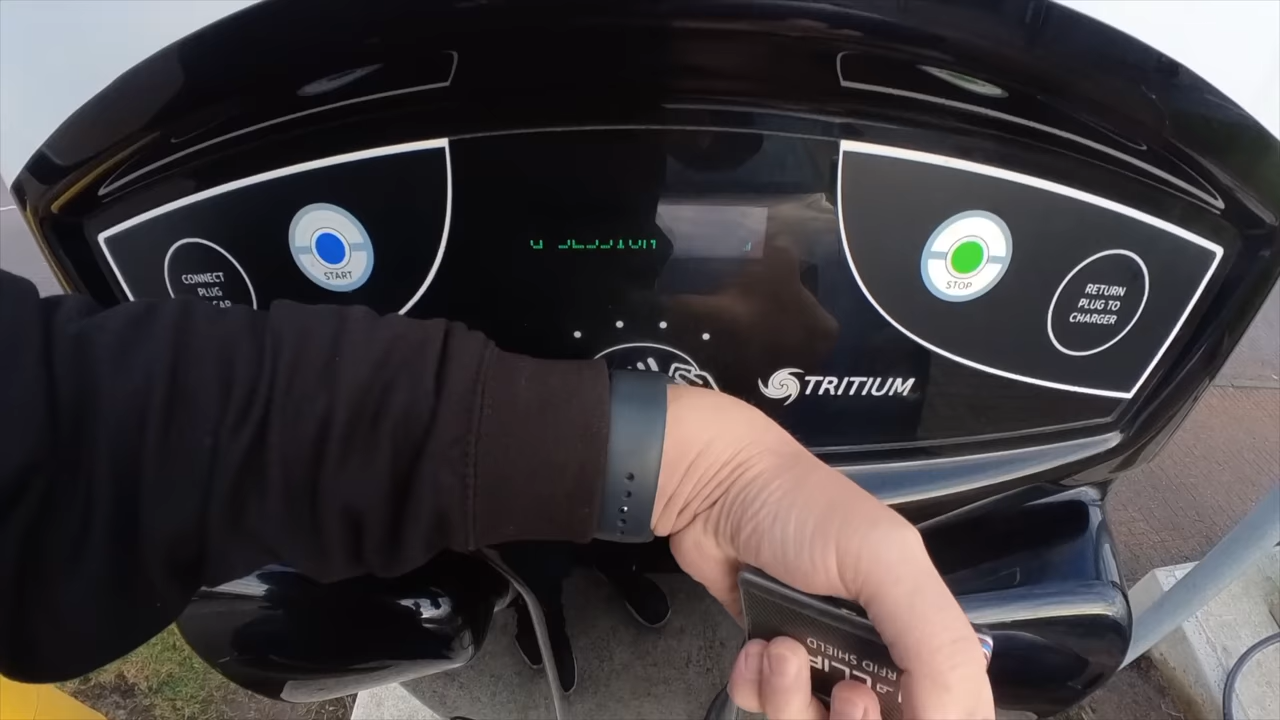 CONNECT
PLUG
START
STOP
RETURN
PLUG TO
CHARGER
TRITIUM
RFID SHIELD